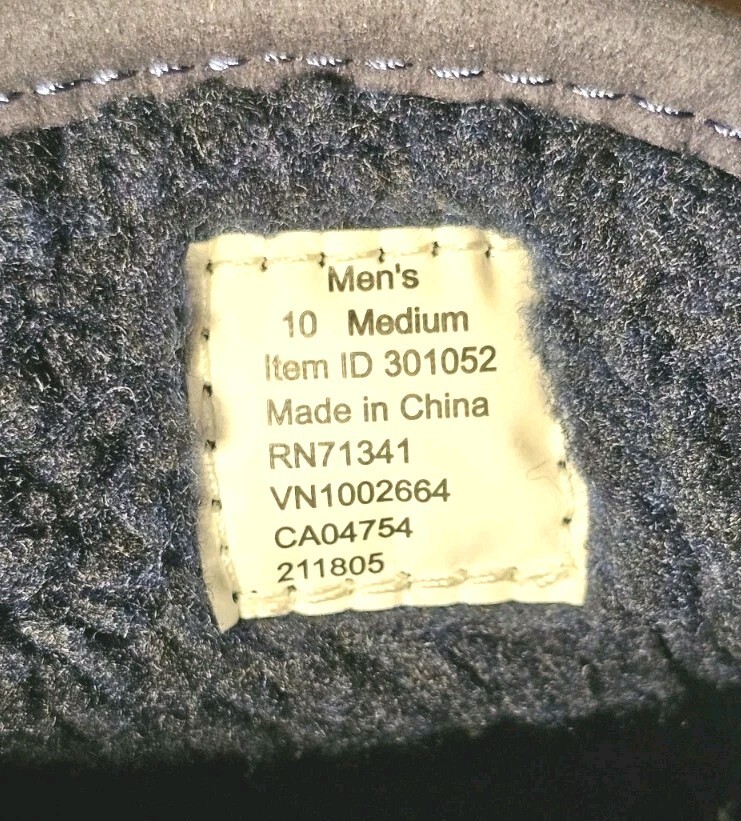 Men's
10 Medium
Item ID 301052
Made in China
RN71341
VN1002664
CA04754
211805